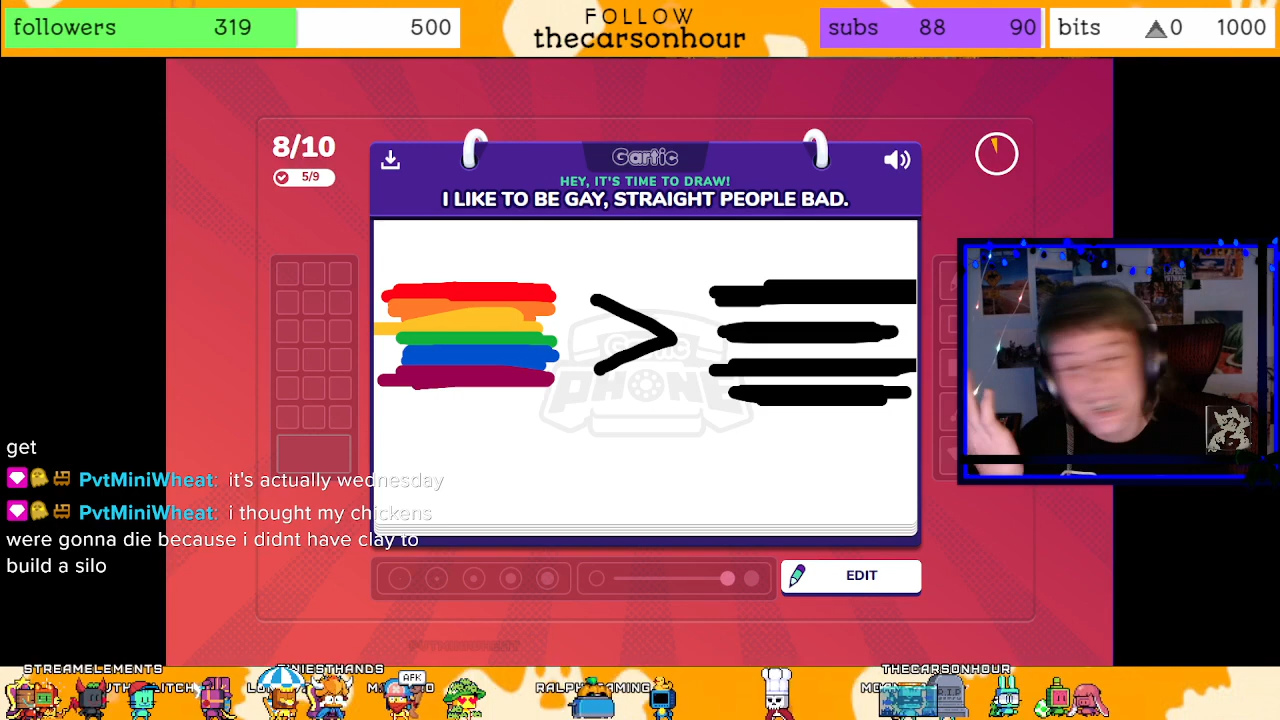 followers 319 500
FOLLOW
thecarsonhour
subs 88 90
bits 0 1000
8/10
5/9
Gartic
HEY, IT'S TIME TO DRAW!
I LIKE TO BE GAY, STRAIGHT PEOPLE BAD.
>
PHONE
get
PvtMiniWheat: it's actually wednesday
PvtMiniWheat: i thought my chickens
were gonna die because i didnt have clay to
build a silo
EDIT
STREAMELEMENTS
TINIESTHANDS
AFK
THECARSONHOUR